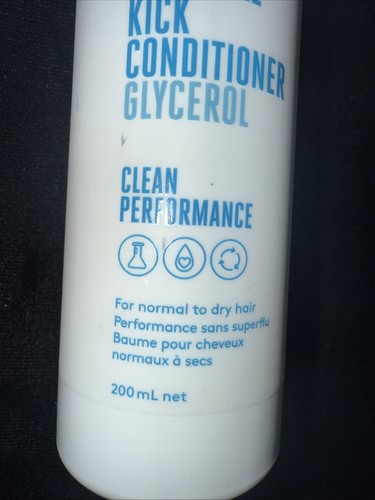 KICK
CONDITIONER
GLYCEROL
CLEAN
PERFORMANCE
For normal to dry hair
Performance sans superflu
Baume pour cheveux
normaux à secs
200 mL net